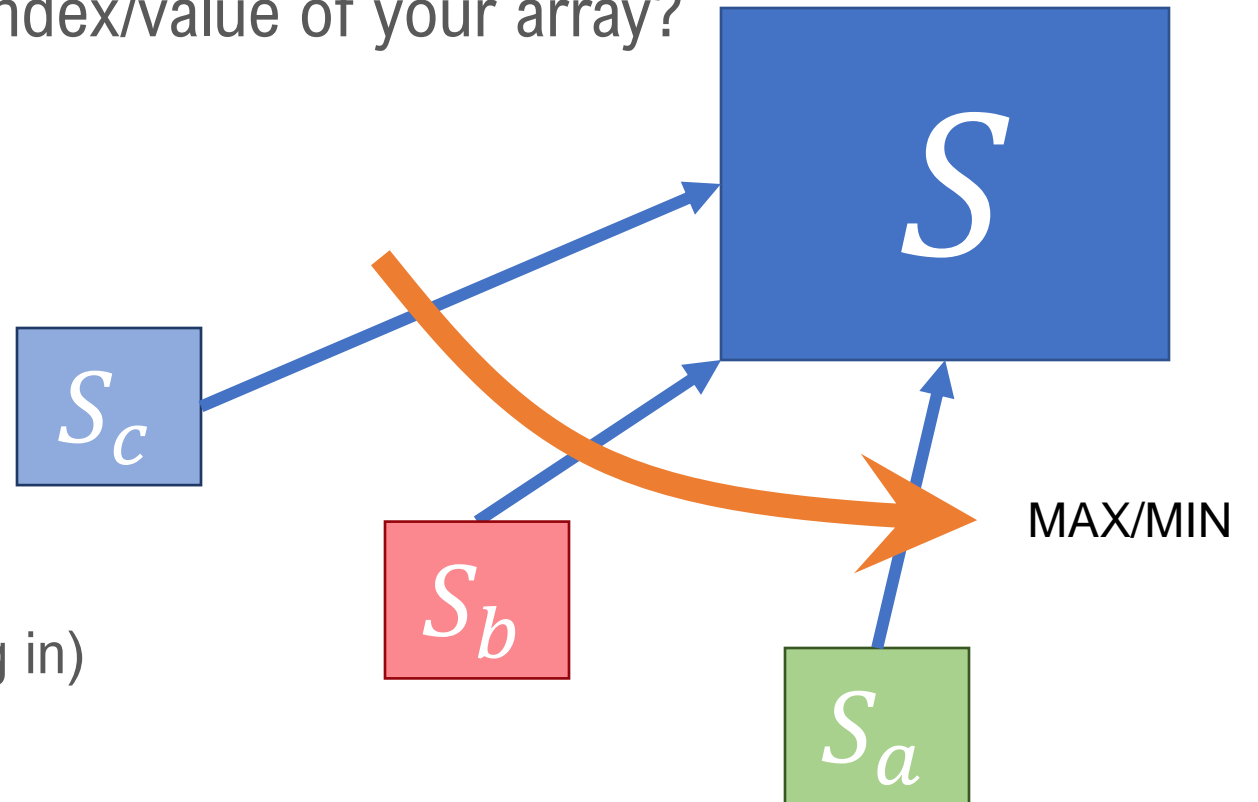 ndex/value of your array?
S
S_c
MAX/MIN
S_b
g in)
S_a